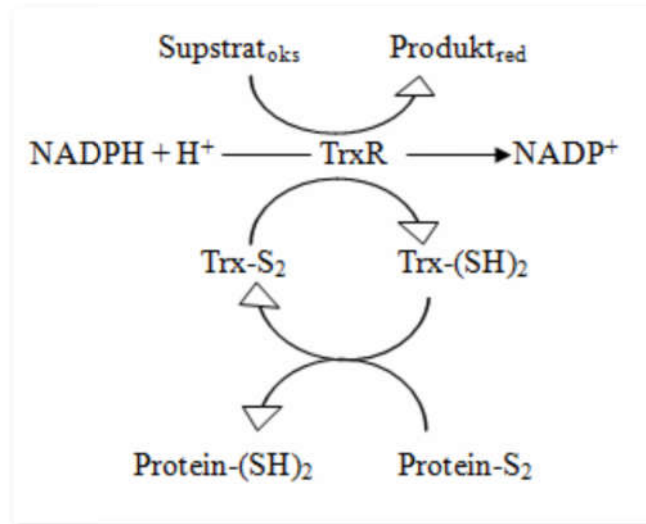 Supstratₒₖₛ Produktᵣₑd
NADPH + H⁺ TrxR NADP⁺
Trx-S₂ Trx-(SH)₂
Protein-(SH)₂ Protein-S₂